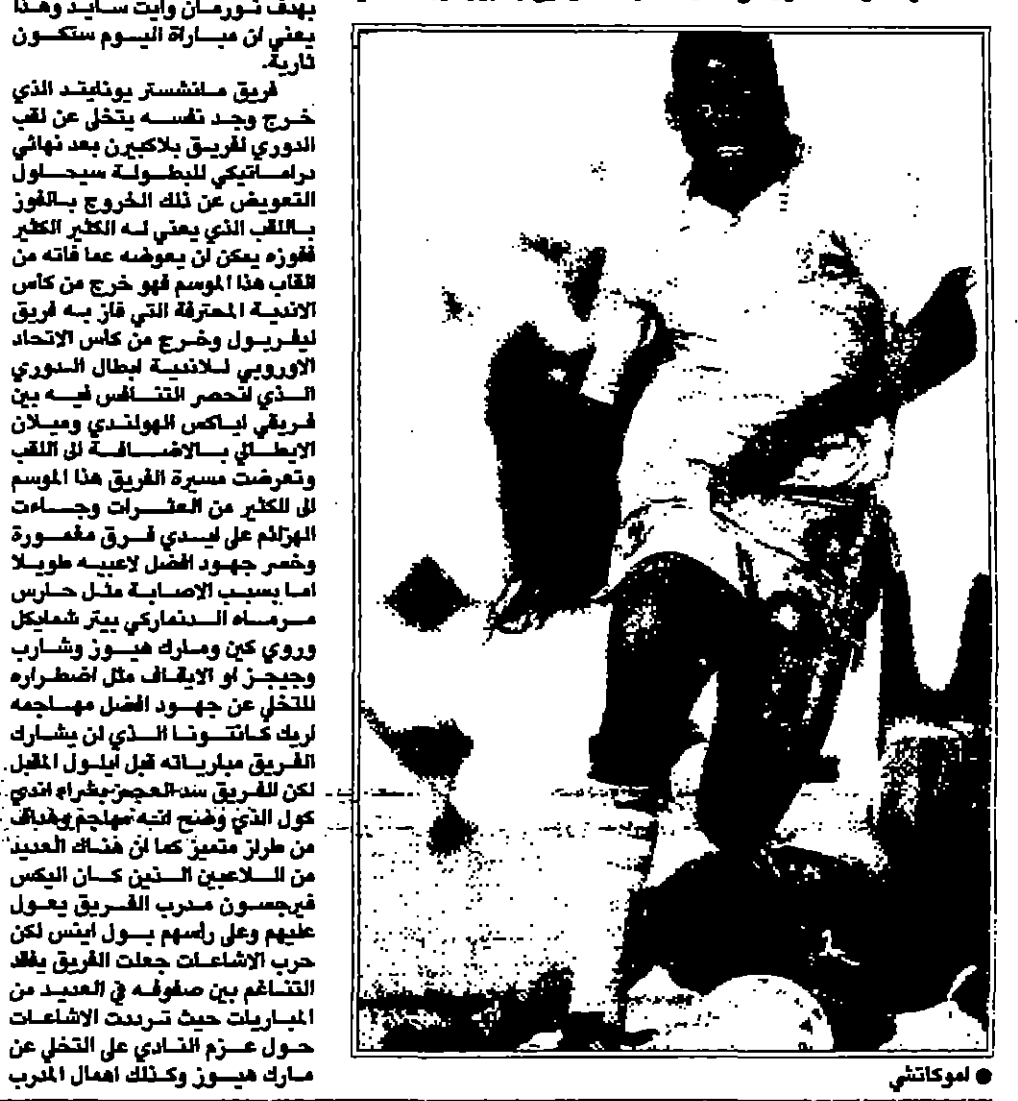 بهدف نورمان وايت سايد وهذا
يعني ان مباراة اليوم ستكون
ثارية.
فريق مانشستر يونايتد الذي
خرج وجد نفسه يتخلى عن لقب
الدوري لفريق بلاكبيرن بعد نهائي
دراماتيكي للبطولة سيحاول
التعويض عن ذلك الخروج بالفوز
باللقب الذي يعني له الكثير الكثير
ففوزه يمكن ان يعوضه عما فاته من
القاب هذا الموسم فهو خرج من كاس
الاندية المحترفة التي فاز به فريق
ليفربول وخرج من كاس الاتحاد
الاوروبي للاندية ابطال الدوري
الذي انحصر التنافس فيه بين
فريقي اياكس الهولندي وميلان
الايطالي بالاضافة الى اللقب
وتعرضت مسيرة الفريق هذا الموسم
الى للكثير من العثرات وجاءت
الهزائم على ايدي فرق مغمورة
وخسر جهود افضل لاعبيه طويلا
اما بسبب الاصابة مثل حارس
مرماه الدنماركي بيتر شمايكل
وروي كين ومارك هيوز وشارب
وجيجز او الايقاف مثل اضطراره
للتخلي عن جهود افضل مهاجمه
اريك كانتونا الذي لن يشارك
الفريق مبارياته قبل ايلول المقبل
لكن الفريق سد العجز بشراء اندي
كول الذي وضح انه مهاجم وهداف
من طراز متميز كما ان هناك العديد
من اللاعبين الذين كان اليكس
فيرجسون مدرب الفريق يعول
عليهم وعلى راسهم بول اينس لكن
حرب الاشاعات جعلت الفريق يفقد
التناغم بين صفوفه في العديد من
المباريات حيث ترددت الاشاعات
حول عزم النادي على التخلي عن
مارك هيوز وكذلك اهمال المدرب
● اموكاتشي